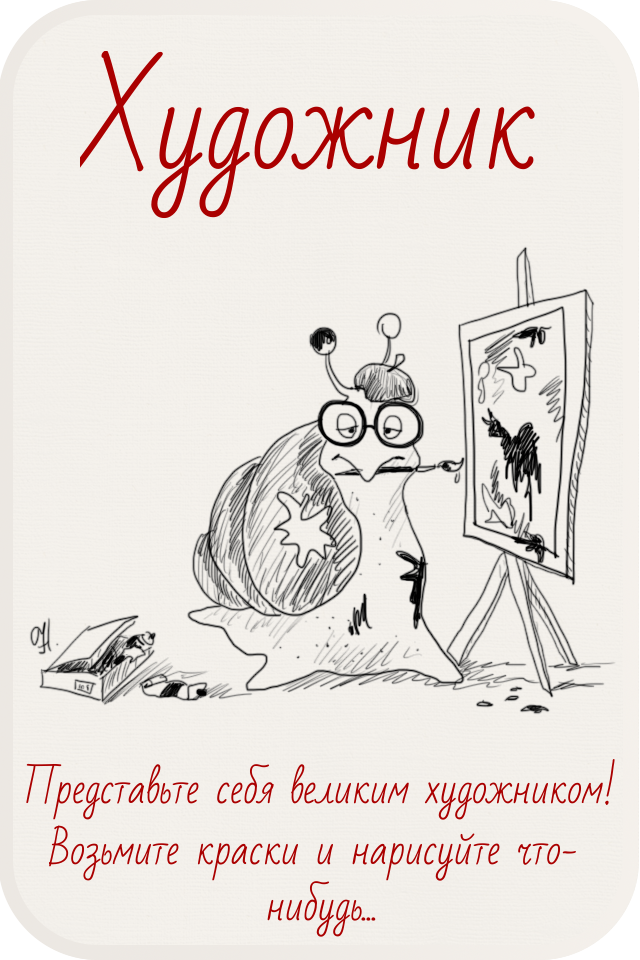 Художник
Представьте себя великим художником!
Возьмите краски и нарисуйте что-
нибудь...